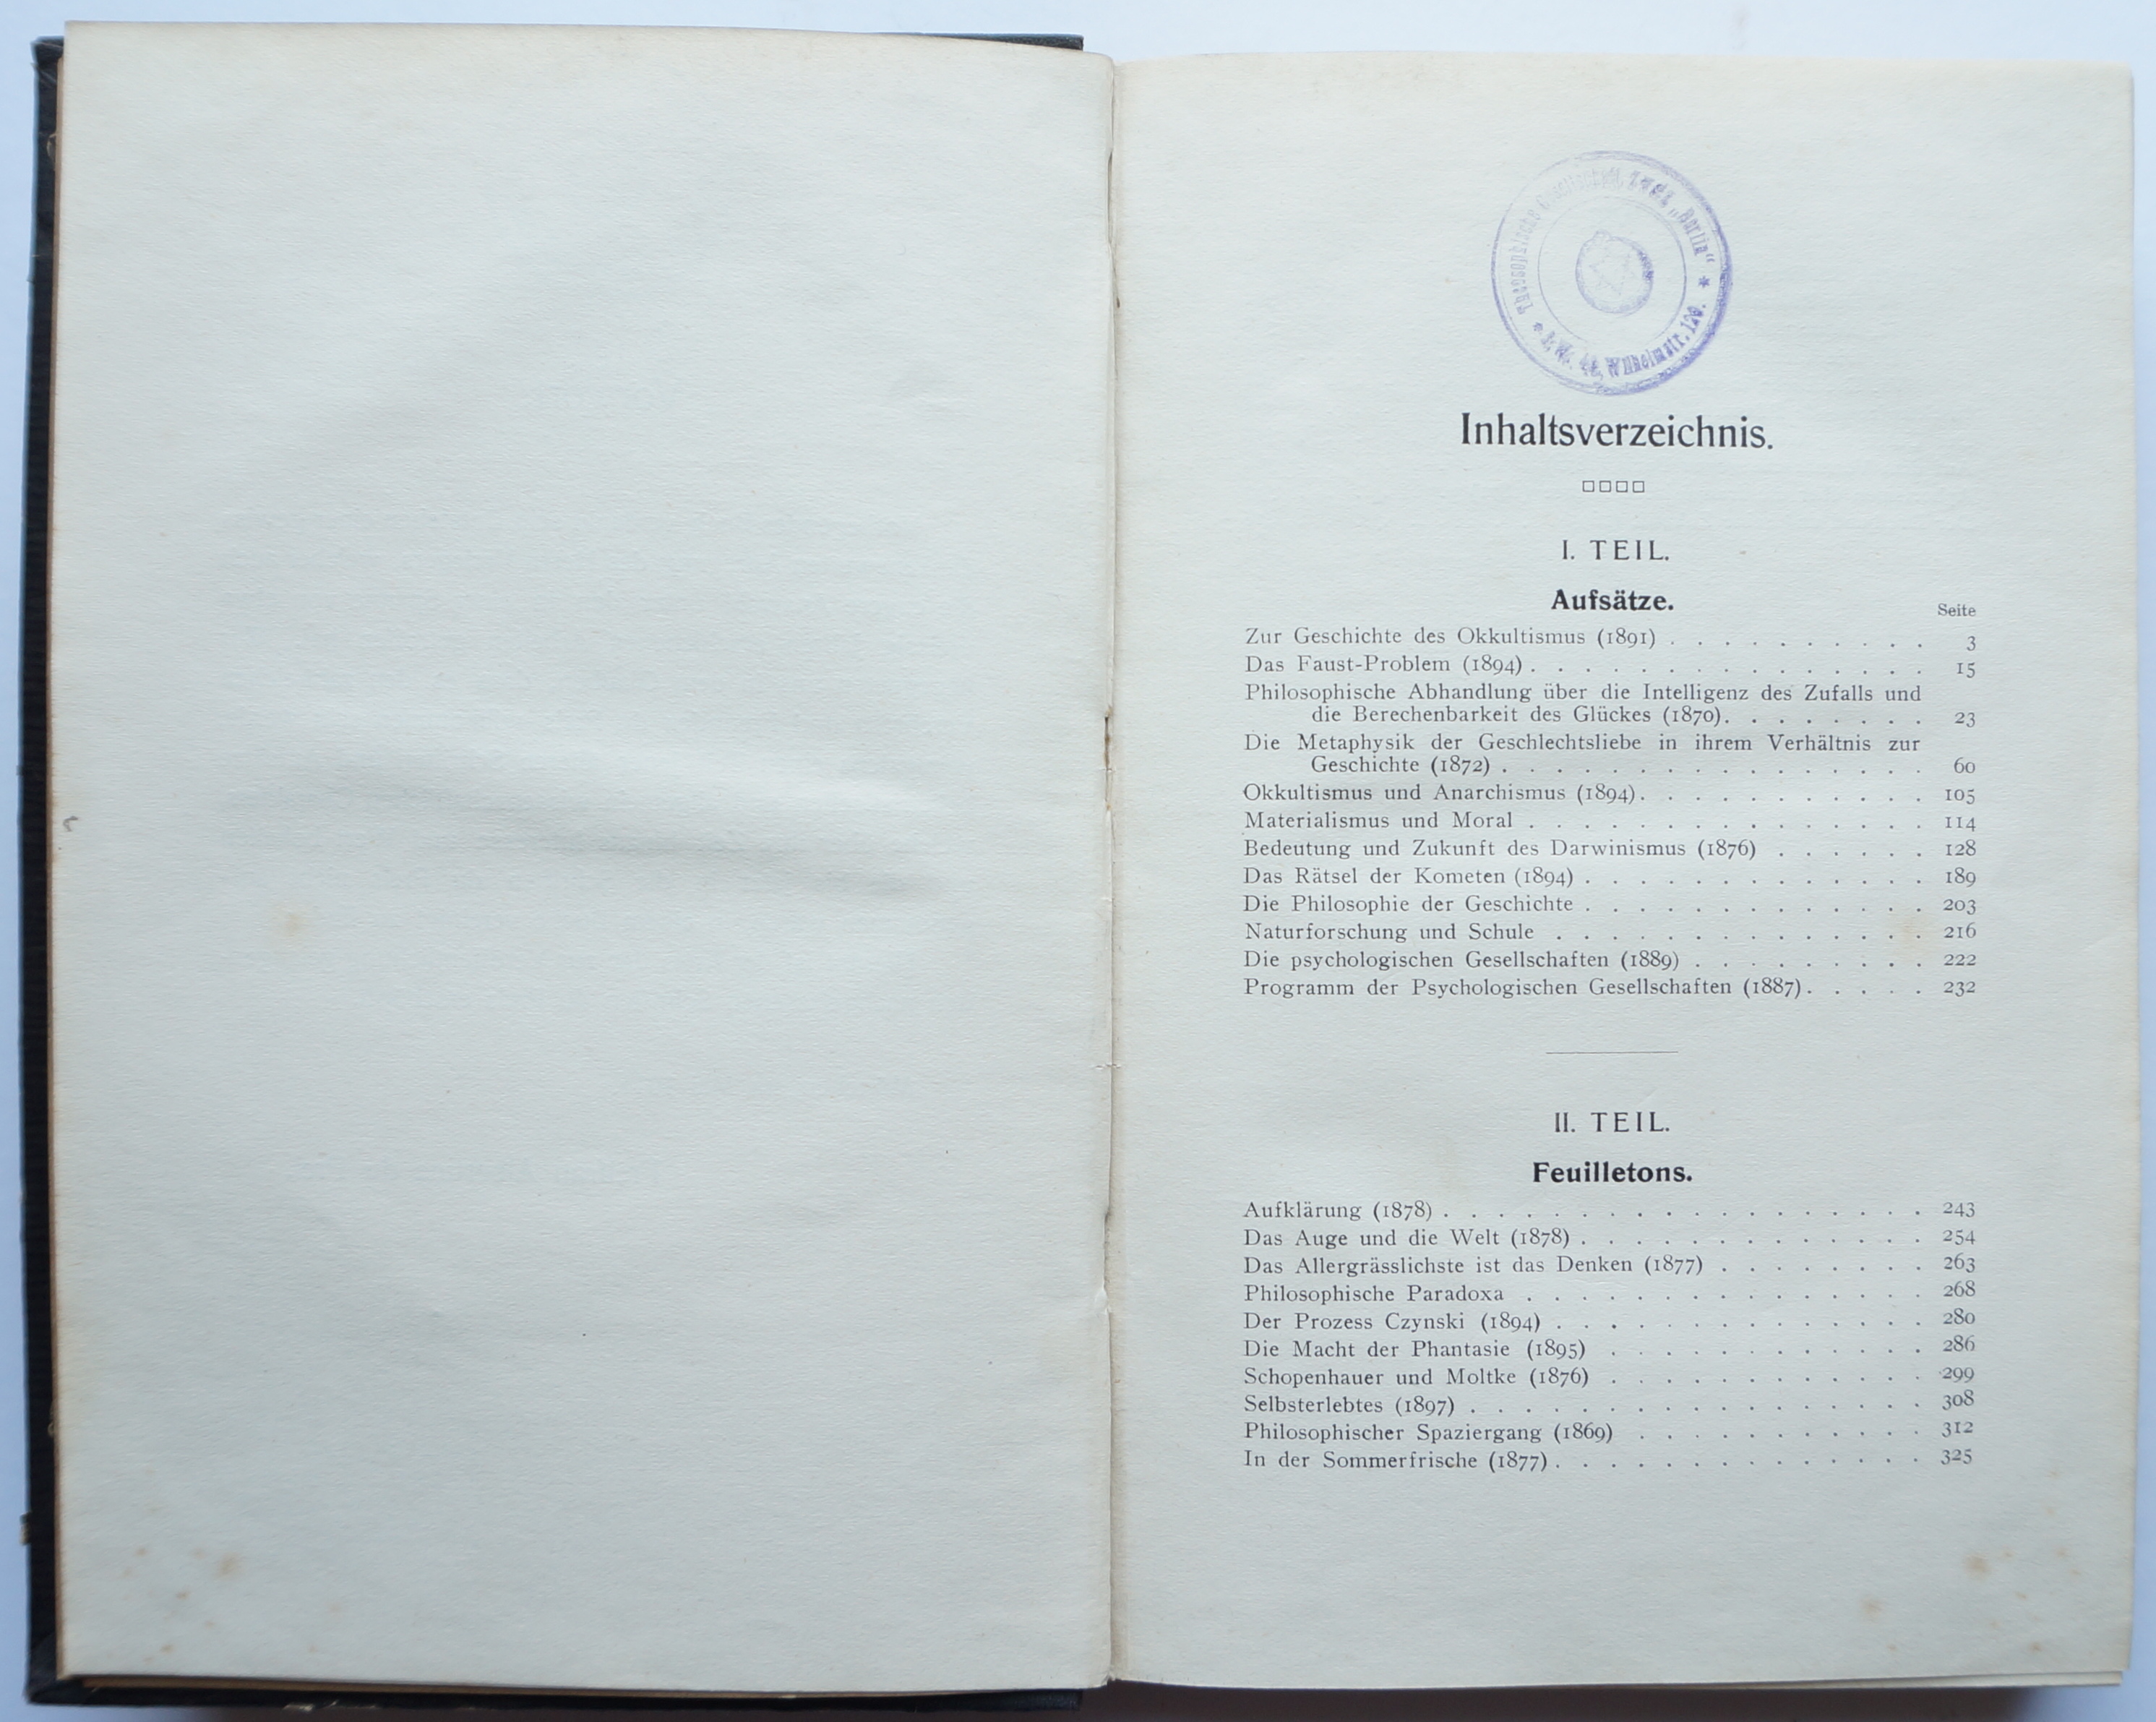 Theosophische Gesellschaft, Zweig „Berlin“
48, Wilhelmstr. 120.
Inhaltsverzeichnis.
I. TEIL.
Aufsätze.
Seite
Zur Geschichte des Okkultismus (1891) . . . . . . . . . . 3
Das Faust-Problem (1894) . . . . . . . . . . . . . . . 15
Philosophische Abhandlung über die Intelligenz des Zufalls und
die Berechenbarkeit des Glückes (1870) . . . . . . . . 23
Die Metaphysik der Geschlechtsliebe in ihrem Verhältnis zur
Geschichte (1872) . . . . . . . . . . . . . . . . 60
Okkultismus und Anarchismus (1894) . . . . . . . . . . . 105
Materialismus und Moral . . . . . . . . . . . . . . . 114
Bedeutung und Zukunft des Darwinismus (1876) . . . . . . 128
Das Rätsel der Kometen (1894) . . . . . . . . . . . . . 189
Die Philosophie der Geschichte . . . . . . . . . . . . . 203
Naturforschung und Schule . . . . . . . . . . . . . . 216
Die psychologischen Gesellschaften (1889) . . . . . . . . . 222
Programm der Psychologischen Gesellschaften (1887) . . . . . 232
II. TEIL.
Feuilletons.
Aufklärung (1878) . . . . . . . . . . . . . . . . . . 243
Das Auge und die Welt (1878) . . . . . . . . . . . . . 254
Das Allergrässlichste ist das Denken (1877) . . . . . . . . 263
Philosophische Paradoxa . . . . . . . . . . . . . . . 268
Der Prozess Czynski (1894) . . . . . . . . . . . . . . 280
Die Macht der Phantasie (1895) . . . . . . . . . . . . 286
Schopenhauer und Moltke (1876) . . . . . . . . . . . . 299
Selbsterlebtes (1897) . . . . . . . . . . . . . . . . . 308
Philosophischer Spaziergang (1869) . . . . . . . . . . . 312
In der Sommerfrische (1877) . . . . . . . . . . . . . . 325